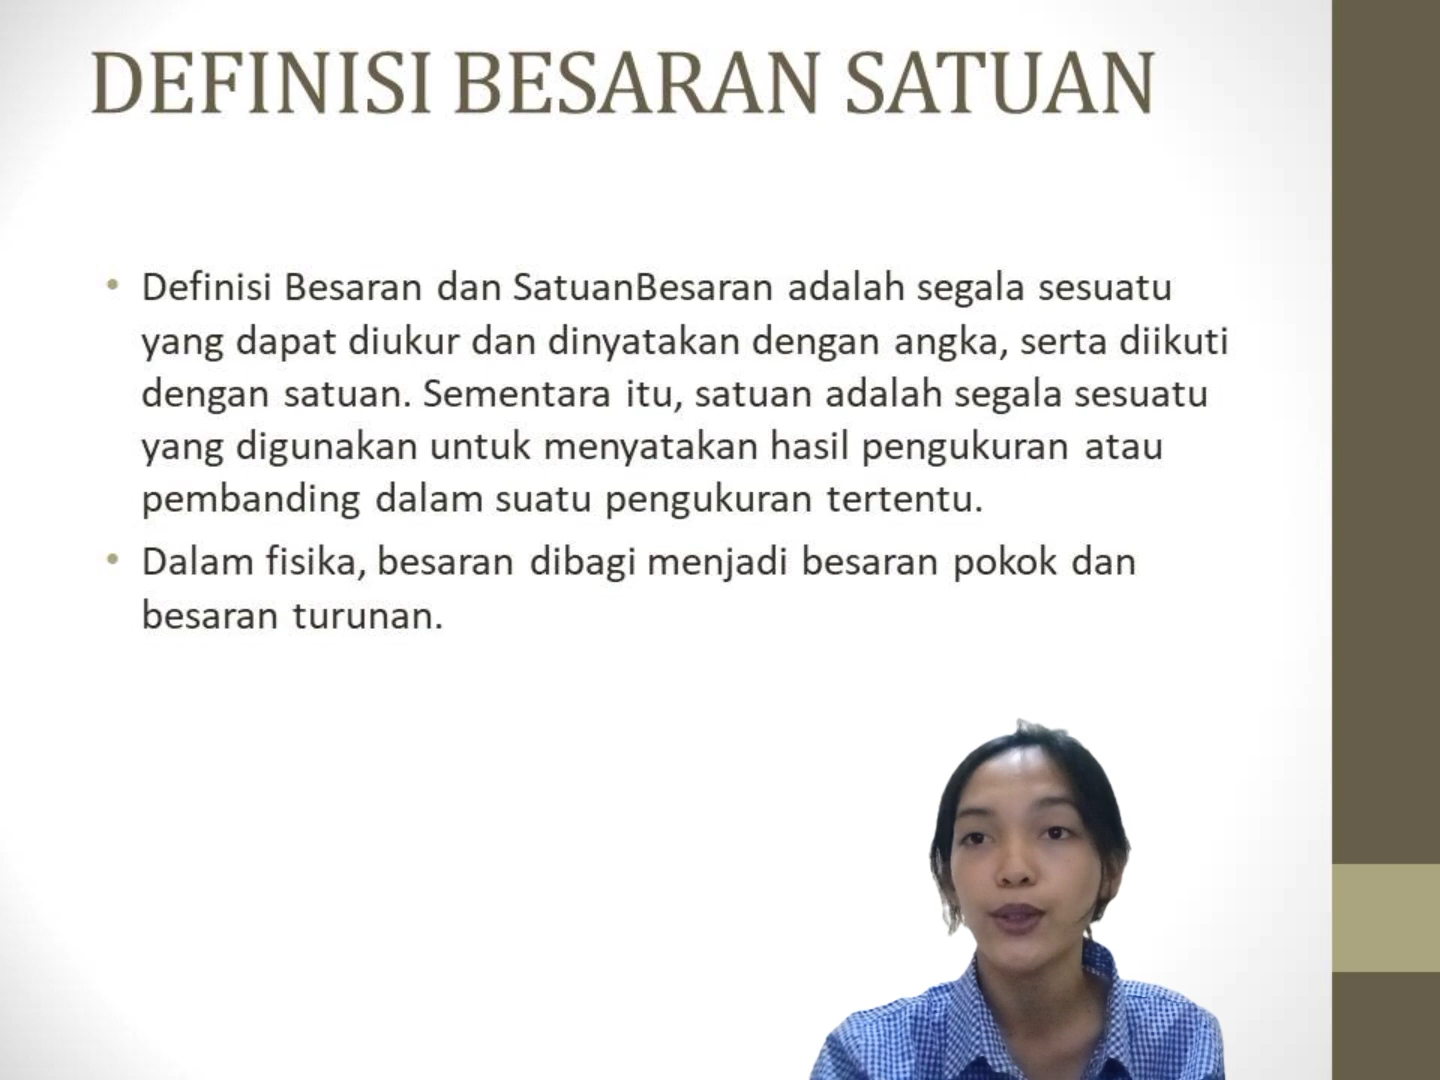 DEFINISI BESARAN SATUAN
• Definisi Besaran dan SatuanBesaran adalah segala sesuatu
yang dapat diukur dan dinyatakan dengan angka, serta diikuti
dengan satuan. Sementara itu, satuan adalah segala sesuatu
yang digunakan untuk menyatakan hasil pengukuran atau
pembanding dalam suatu pengukuran tertentu.
• Dalam fisika, besaran dibagi menjadi besaran pokok dan
besaran turunan.